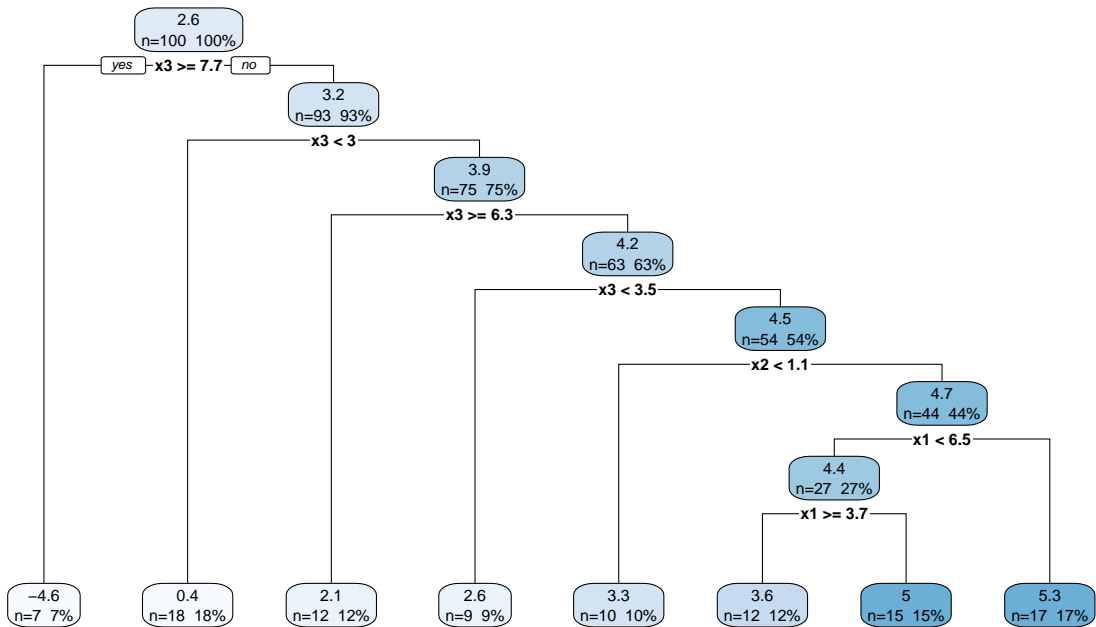 2.6
n=100 100%
yes x3 >= 7.7 no
3.2
n=93 93%
x3 < 3
3.9
n=75 75%
x3 >= 6.3
4.2
n=63 63%
x3 < 3.5
4.5
n=54 54%
x2 < 1.1
4.7
n=44 44%
x1 < 6.5
4.4
n=27 27%
x1 >= 3.7
−4.6
n=7 7%
0.4
n=18 18%
2.1
n=12 12%
2.6
n=9 9%
3.3
n=10 10%
3.6
n=12 12%
5
n=15 15%
5.3
n=17 17%